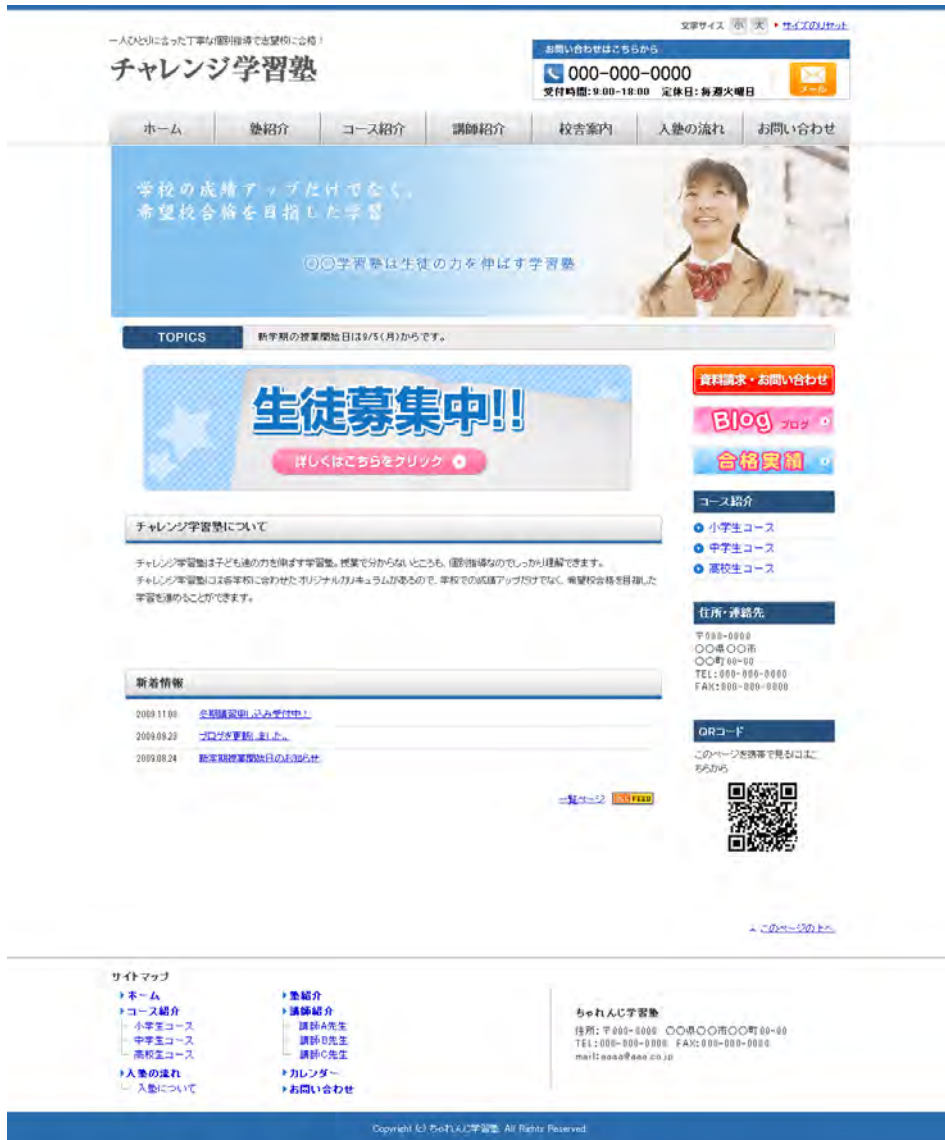 文字サイズ 小 大 サイズのリセット
一人ひとりに合った丁寧な個別指導で志望校に合格!
チャレンジ学習塾
お問い合わせはこちらから
000-000-0000
受付時間:9:00-18:00 定休日:毎週火曜日
メール
ホーム 塾紹介 コース紹介 講師紹介 校舎案内 入塾の流れ お問い合わせ
学校の成績アップだけでなく、
希望校合格を目指した学習
○○学習塾は生徒の力を伸ばす学習塾
TOPICS 新学期の授業開始日は9/5(月)からです。
生徒募集中!!
詳しくはこちらをクリック
資料請求・お問い合わせ
Blog ブログ
合格実績
コース紹介
小学生コース
中学生コース
高校生コース
チャレンジ学習塾について
チャレンジ学習塾は子ども達の力を伸ばす学習塾。授業で分からないところも、個別指導なのでしっかり理解できます。
チャレンジ学習塾には各学校に合わせたオリジナルカリキュラムがあるので、学校での成績アップだけでなく、希望校合格を目指した
学習を進めることができます。
住所・連絡先
〒000-0000
○○県○○市
○○町00-00
TEL:000-000-0000
FAX:000-000-0000
新着情報
2009.11.08 冬期講習申し込み受付中!
2009.09.23 ブログを更新しました。
2009.08.24 新学期授業開始日のお知らせ
一覧ページ RSS FEED
QRコード
このページを携帯で見るにはこ
ちらから
このページの上へ
サイトマップ
ホーム
コース紹介
小学生コース
中学生コース
高校生コース
入塾の流れ
入塾について
塾紹介
講師紹介
講師A先生
講師B先生
講師C先生
カレンダー
お問い合わせ
ちゃれんじ学習塾
住所: 〒000-0000 ○○県○○市○○町00-00
TEL:000-000-0000 FAX:000-000-0000
mail:aaaa@aaa.co.jp
Copyright (c) ちゃれんじ学習塾. All Rights Reserved.